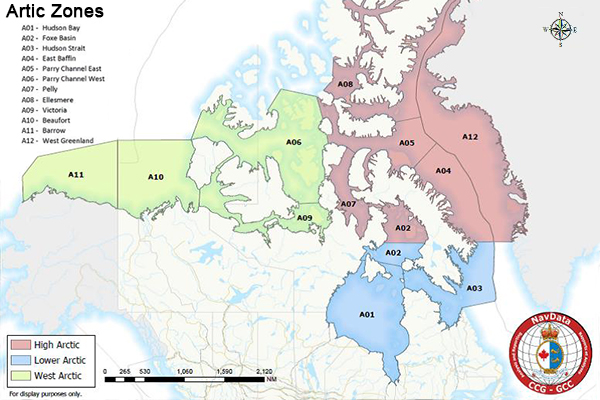 Artic Zones
A01 - Hudson Bay
A02 - Foxe Basin
A03 - Hudson Strait
A04 - East Baffin
A05 - Parry Channel East
A06 - Parry Channel West
A07 - Pelly
A08 - Ellesmere
A09 - Victoria
A10 - Beaufort
A11 - Barrow
A12 - West Greenland
N
W
E
S
A08
A12
A06
A05
A04
A11
A10
A07
A09
A02
A02
A03
A01
High Arctic
Lower Arctic
West Arctic
For display purposes only.
0 265 530 1,060 1,590 2,120
NM
NavData
CCG - GCC